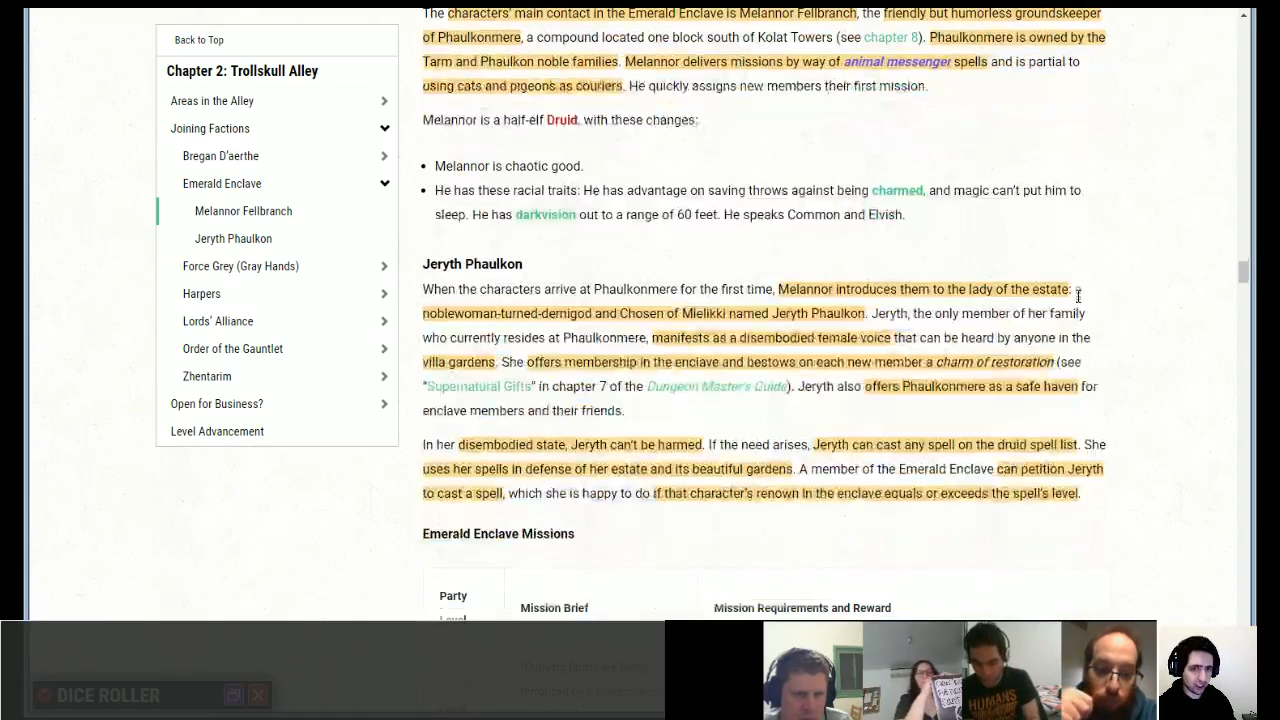 Back to Top
Chapter 2: Trollskull Alley
Areas in the Alley
Joining Factions
Bregan D'aerthe
Emerald Enclave
Melannor Fellbranch
Jeryth Phaulkon
Force Grey (Gray Hands)
Harpers
Lords' Alliance
Order of the Gauntlet
Zhentarim
Open for Business?
Level Advancement
The characters' main contact in the Emerald Enclave is Melannor Fellbranch, the friendly but humorless groundskeeper
of Phaulkonmere, a compound located one block south of Kolat Towers (see chapter 8). Phaulkonmere is owned by the
Tarm and Phaulkon noble families. Melannor delivers missions by way of animal messenger spells and is partial to
using cats and pigeons as couriers. He quickly assigns new members their first mission.
Melannor is a half-elf Druid, with these changes:
• Melannor is chaotic good.
• He has these racial traits: He has advantage on saving throws against being charmed, and magic can't put him to
sleep. He has darkvision out to a range of 60 feet. He speaks Common and Elvish.
Jeryth Phaulkon
When the characters arrive at Phaulkonmere for the first time, Melannor introduces them to the lady of the estate: a
noblewoman-turned-demigod and Chosen of Mielikki named Jeryth Phaulkon. Jeryth, the only member of her family
who currently resides at Phaulkonmere, manifests as a disembodied female voice that can be heard by anyone in the
villa gardens. She offers membership in the enclave and bestows on each new member a charm of restoration (see
"Supernatural Gifts" in chapter 7 of the Dungeon Master's Guide). Jeryth also offers Phaulkonmere as a safe haven for
enclave members and their friends.
In her disembodied state, Jeryth can't be harmed. If the need arises, Jeryth can cast any spell on the druid spell list. She
uses her spells in defense of her estate and its beautiful gardens. A member of the Emerald Enclave can petition Jeryth
to cast a spell, which she is happy to do if that character's renown in the enclave equals or exceeds the spell's level.
Emerald Enclave Missions
Party
Level
Mission Brief
Mission Requirements and Reward
DICE ROLLER
HUMANS